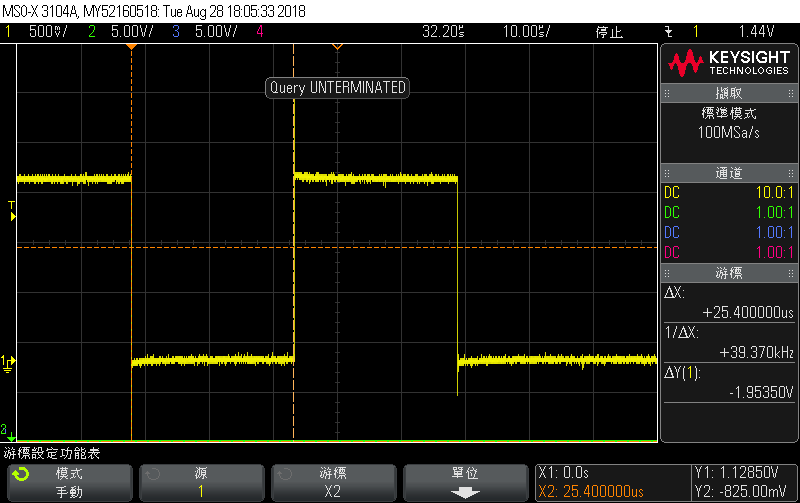 MSO-X 3104A, MY52160518: Tue Aug 28 18:05:33 2018
1 500mV/ 2 5.00V/ 3 5.00V/ 4 32.20s 10.00s/ 停止 1 1.44V
Query UNTERMINATED
KEYSIGHT
TECHNOLOGIES
擷取
標準模式
100MSa/s
通道
DC 10.0:1
DC 1.00:1
DC 1.00:1
DC 1.00:1
游標
ΔX:
+25.400000us
1/ΔX:
+39.370kHz
ΔY(1):
-1.95350V
T
1
2
游標設定功能表
模式
手動
源
1
游標
X2
單位
X1: 0.0s
X2: 25.400000us
Y1: 1.12850V
Y2: -825.00mV